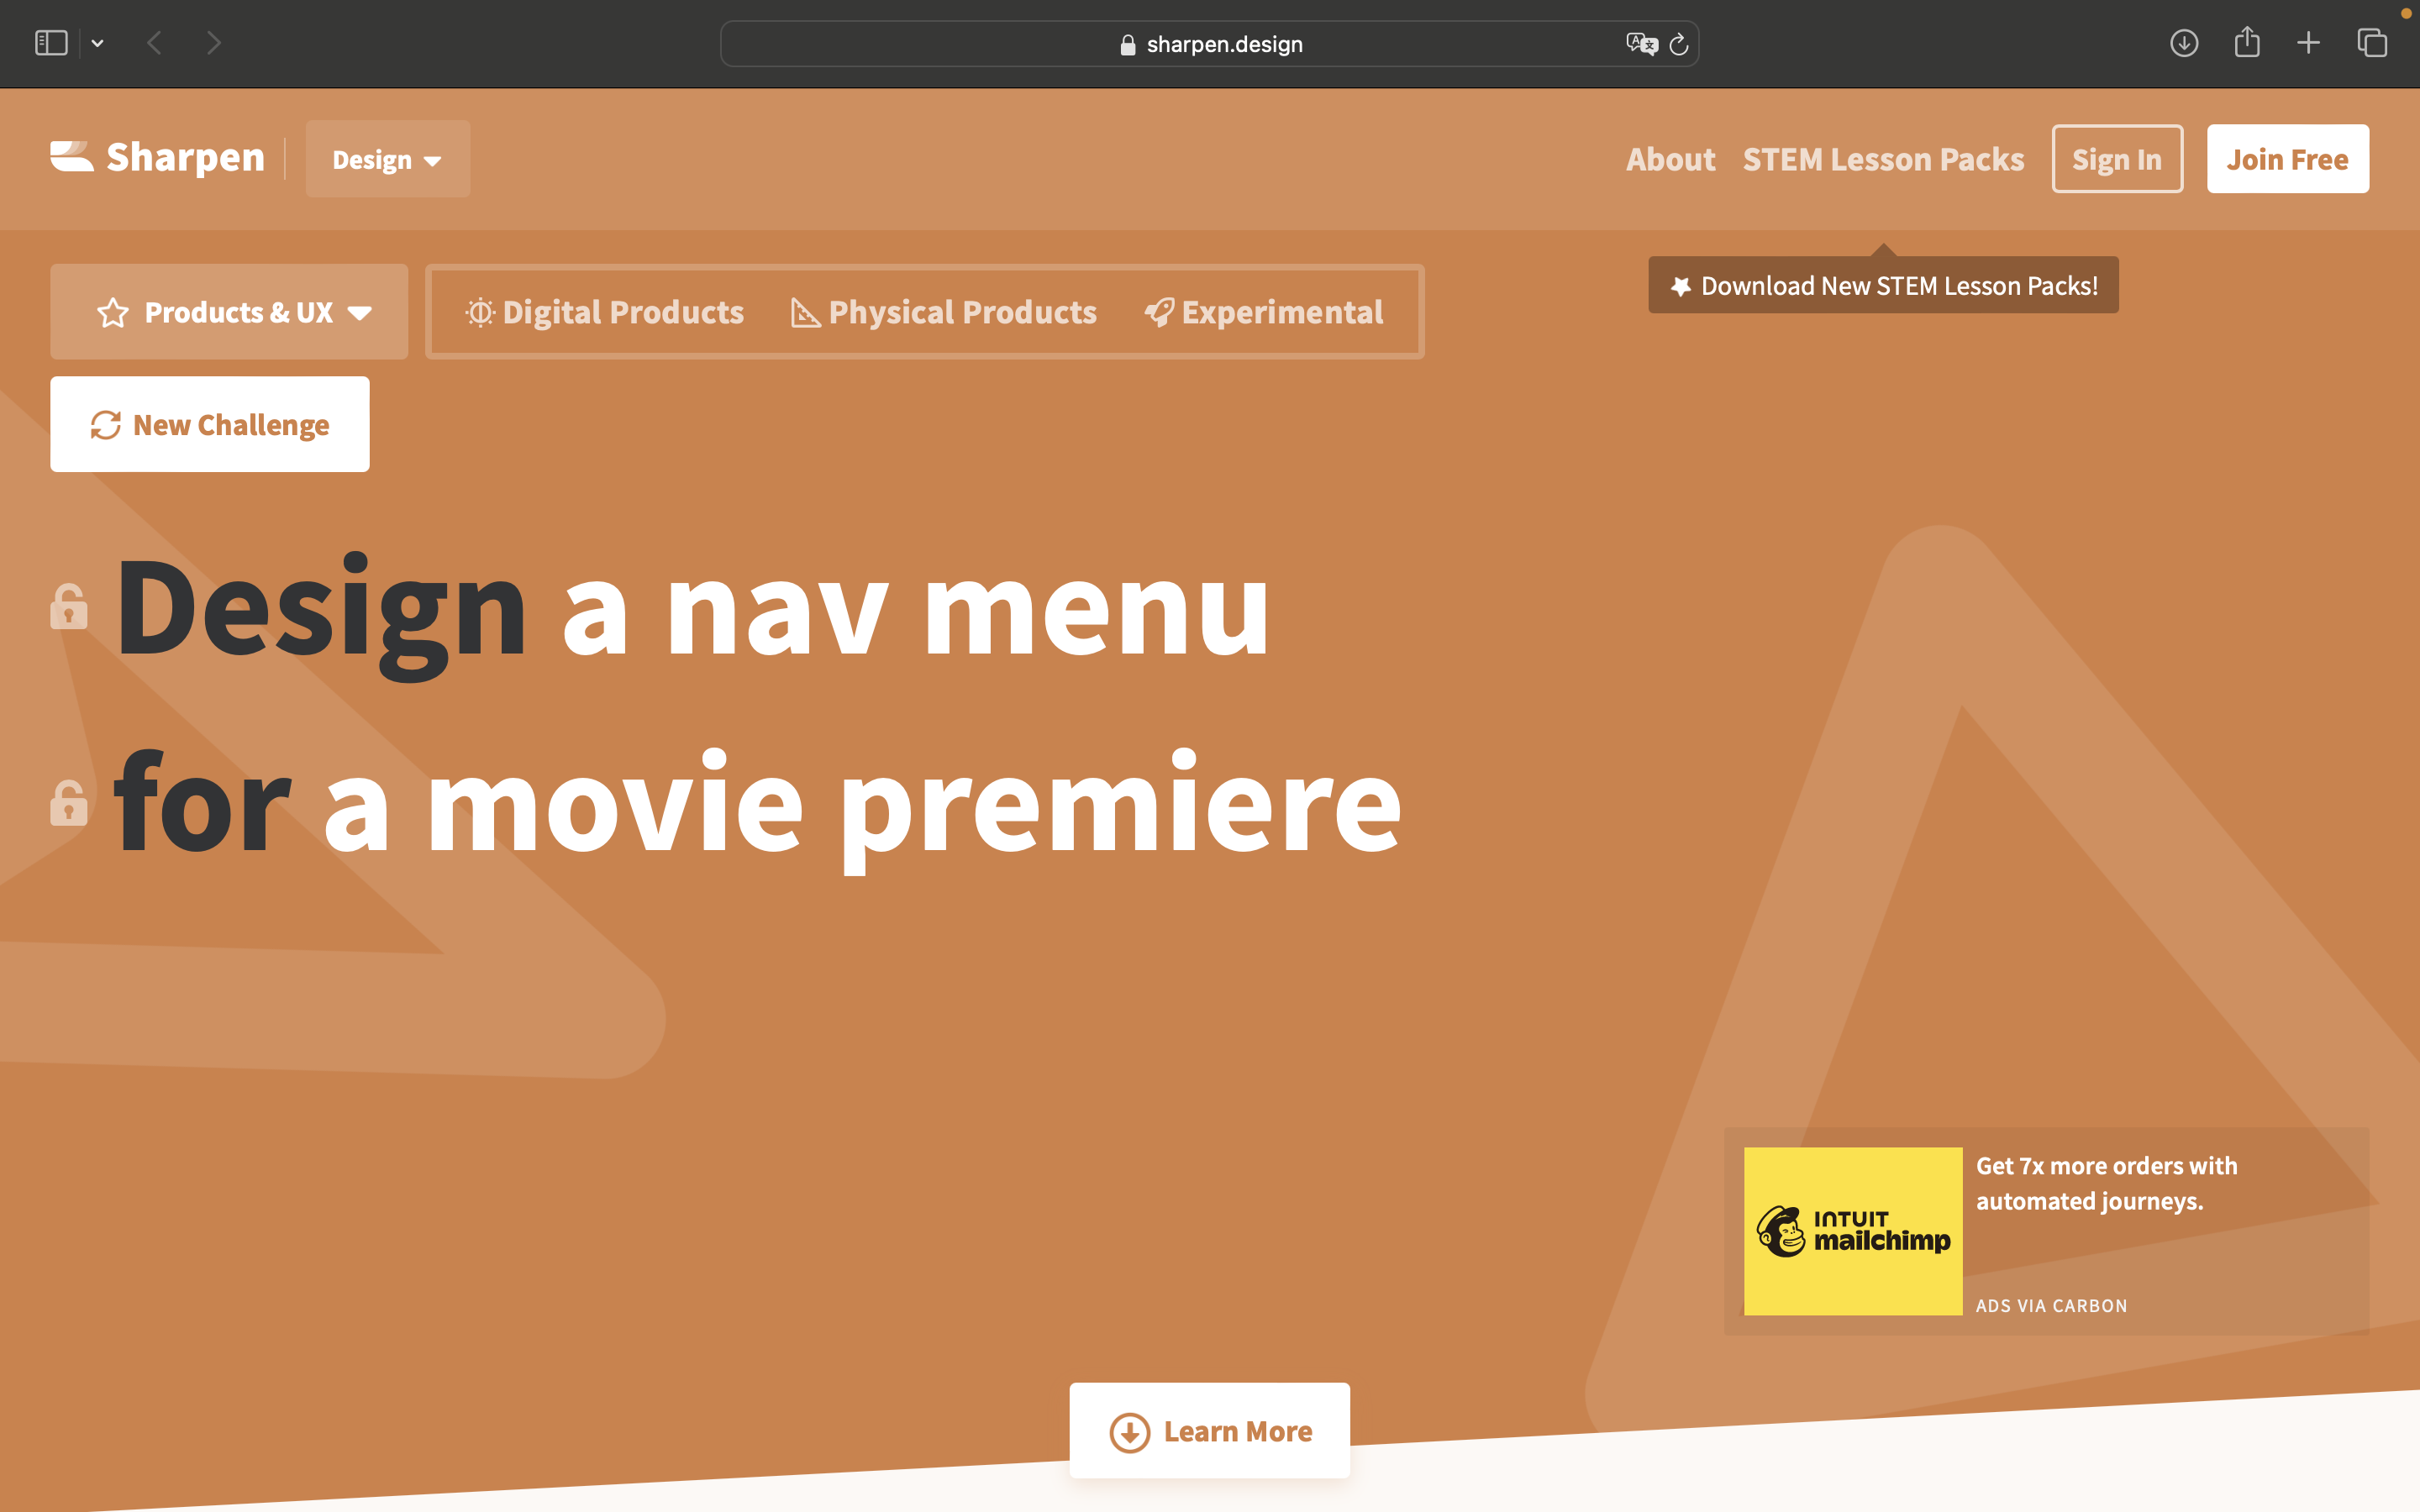 sharpen.design
Sharpen
Design
About
STEM Lesson Packs
Sign In
Join Free
Products & UX
Digital Products
Physical Products
Experimental
Download New STEM Lesson Packs!
New Challenge
Design a nav menu
for a movie premiere
INTUIT
mailchimp
Get 7x more orders with
automated journeys.
ADS VIA CARBON
Learn More